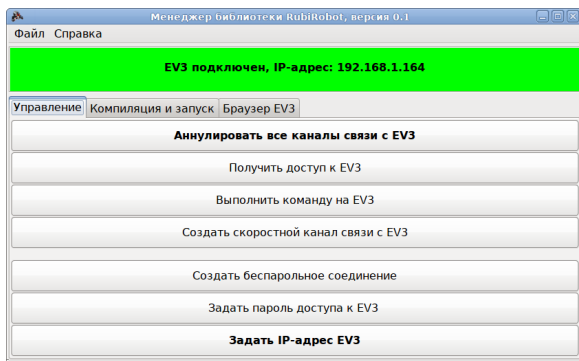 Менеджер библиотеки RubiRobot, версия 0.1
Файл Справка
EV3 подключен, IP-адрес: 192.168.1.164
Управление Компиляция и запуск Браузер EV3
Аннулировать все каналы связи с EV3
Получить доступ к EV3
Выполнить команду на EV3
Создать скоростной канал связи с EV3
Создать беспарольное соединение
Задать пароль доступа к EV3
Задать IP-адрес EV3